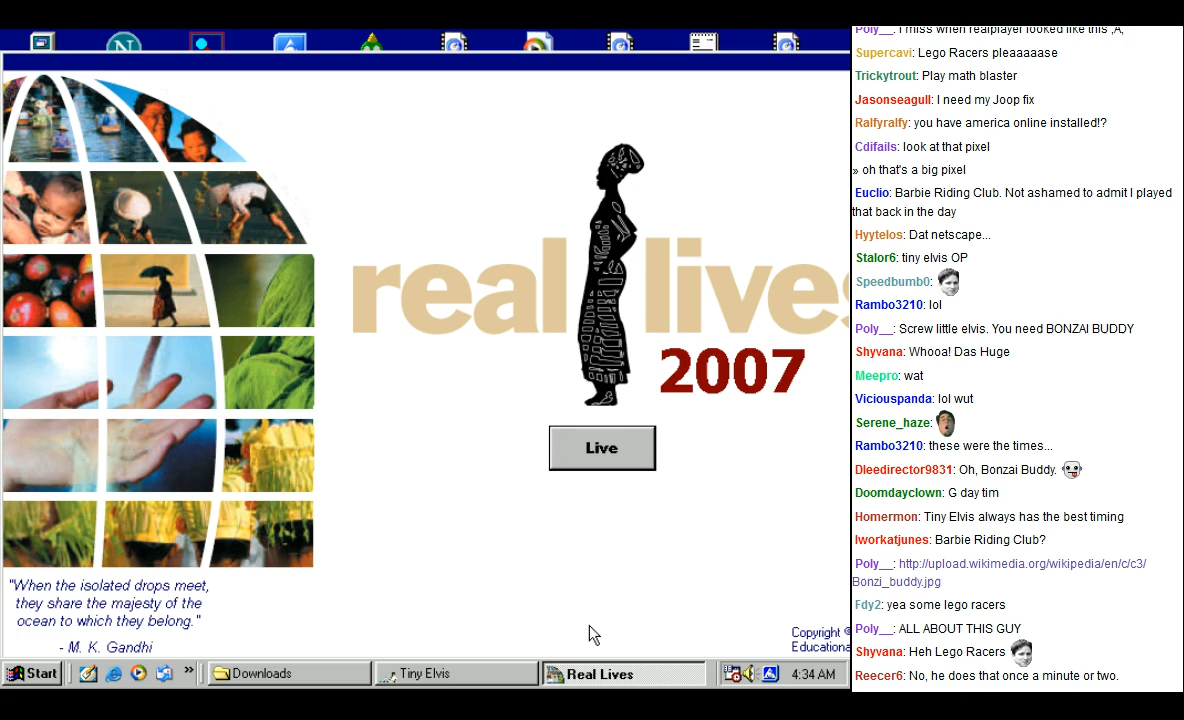 real lives
2007
Live
"When the isolated drops meet,
they share the majesty of the
ocean to which they belong."
- M. K. Gandhi
Copyright ©
Educationa
Start
»
Downloads
Tiny Elvis
Real Lives
4:34 AM
Poly__: I miss when realplayer looked like this ,A,
Supercavi: Lego Racers pleaaaaase
Trickytrout: Play math blaster
Jasonseagull: I need my Joop fix
Ralfyralfy: you have america online installed!?
Cdifails: look at that pixel
» oh that's a big pixel
Euclio: Barbie Riding Club. Not ashamed to admit I played
that back in the day
Hyytelos: Dat netscape...
Stalor6: tiny elvis OP
Speedbumb0:
Rambo3210: lol
Poly__: Screw little elvis. You need BONZAI BUDDY
Shyvana: Whooa! Das Huge
Meepro: wat
Viciouspanda: lol wut
Serene_haze:
Rambo3210: these were the times...
Dleedirector9831: Oh, Bonzai Buddy.
Doomdayclown: G day tim
Homermon: Tiny Elvis always has the best timing
Iworkatjunes: Barbie Riding Club?
Poly__: http://upload.wikimedia.org/wikipedia/en/c/c3/
Bonzi_buddy.jpg
Fdy2: yea some lego racers
Poly__: ALL ABOUT THIS GUY
Shyvana: Heh Lego Racers
Reecer6: No, he does that once a minute or two.